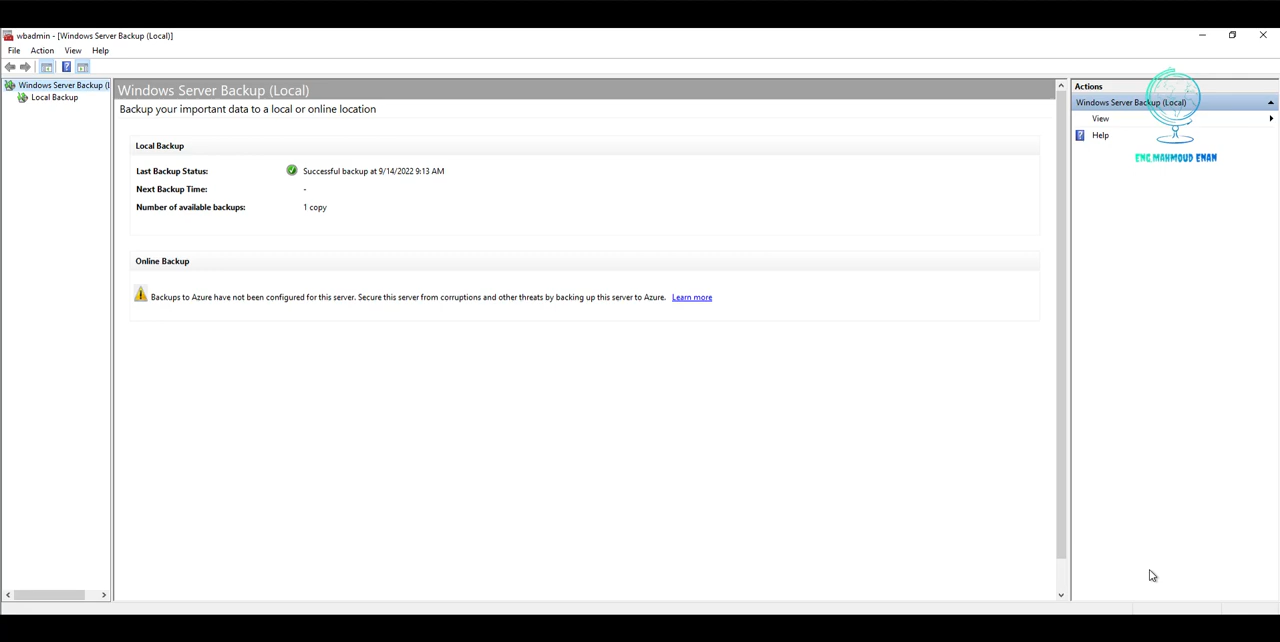 wbadmin - [Windows Server Backup (Local)]
File Action View Help
Windows Server Backup (L
Local Backup
Windows Server Backup (Local)
Backup your important data to a local or online location
Local Backup
Last Backup Status: Successful backup at 9/14/2022 9:13 AM
Next Backup Time: -
Number of available backups: 1 copy
Online Backup
Backups to Azure have not been configured for this server. Secure this server from corruptions and other threats by backing up this server to Azure. Learn more
Actions
Windows Server Backup (Local)
View
Help
ENG.MAHMOUD ENAN